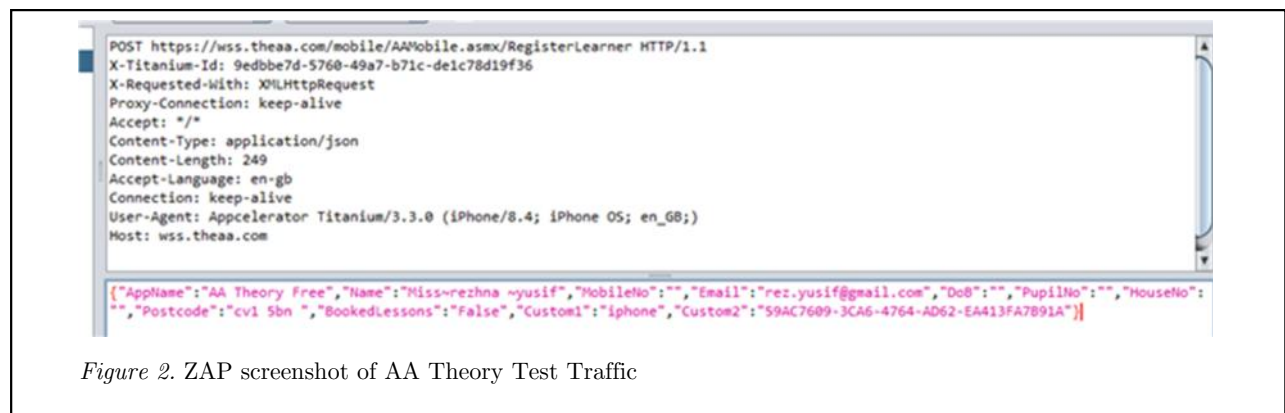 POST https://wss.theaa.com/mobile/AAMobile.asmx/RegisterLearner HTTP/1.1
X-Titanium-Id: 9edbbe7d-5760-49a7-b71c-de1c78d19f36
X-Requested-With: XMLHttpRequest
Proxy-Connection: keep-alive
Accept: "/"
Content-Type: application/json
Content-Length: 249
Accept-Language: en-gb
Connection: keep-alive
User-Agent: Appcelerator Titanium/3.3.0 (iPhone/8.4; iPhone OS; en_GB;)
Host: wss.theaa.com
{"AppName":"AA Theory Free","Name":"Miss~rezhna ~yusif","MobileNo":"","Email":"rez.yusif@gmail.com","DoB":"","PupilNo":"","HouseNo":
"","Postcode":"cv1 5bn ","BookedLessons":"False","Custom1":"iphone","Custom2":"59AC7609-3CA6-4764-AD62-EA413FA7B91A"}
Figure 2. ZAP screenshot of AA Theory Test Traffic